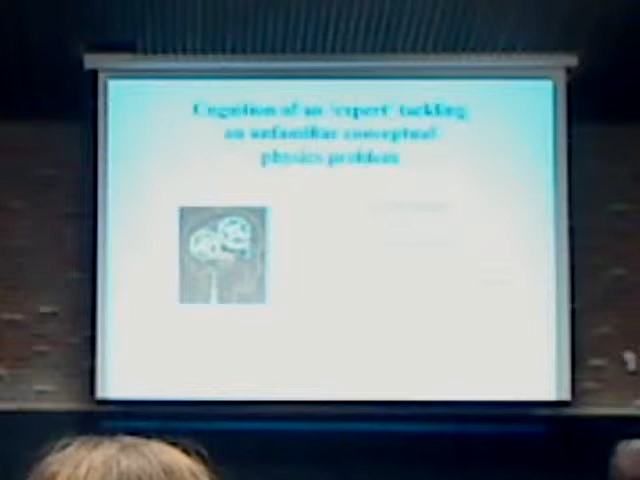 Cognition of an 'expert' tackling
an unfamiliar conceptual
physics problem